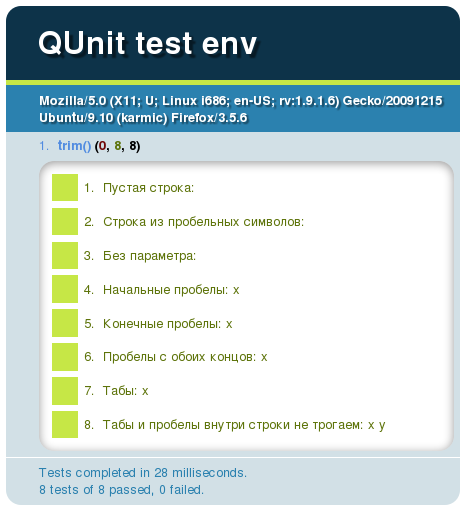 QUnit test env
Mozilla/5.0 (X11; U; Linux i686; en-US; rv:1.9.1.6) Gecko/20091215
Ubuntu/9.10 (karmic) Firefox/3.5.6
1. trim() (0, 8, 8)
1. Пустая строка:
2. Строка из пробельных символов:
3. Без параметра:
4. Начальные пробелы: x
5. Конечные пробелы: x
6. Пробелы с обоих концов: x
7. Табы: x
8. Табы и пробелы внутри строки не трогаем: x y
Tests completed in 28 milliseconds.
8 tests of 8 passed, 0 failed.